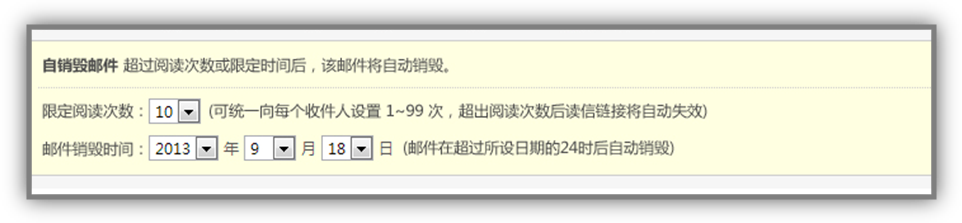 自销毁邮件 超过阅读次数或限定时间后，该邮件将自动销毁。
限定阅读次数：10 (可统一向每个收件人设置 1~99 次，超出阅读次数后读信链接将自动失效)
邮件销毁时间：2013 年 9 月 18 日 (邮件在超过所设日期的24时后自动销毁)